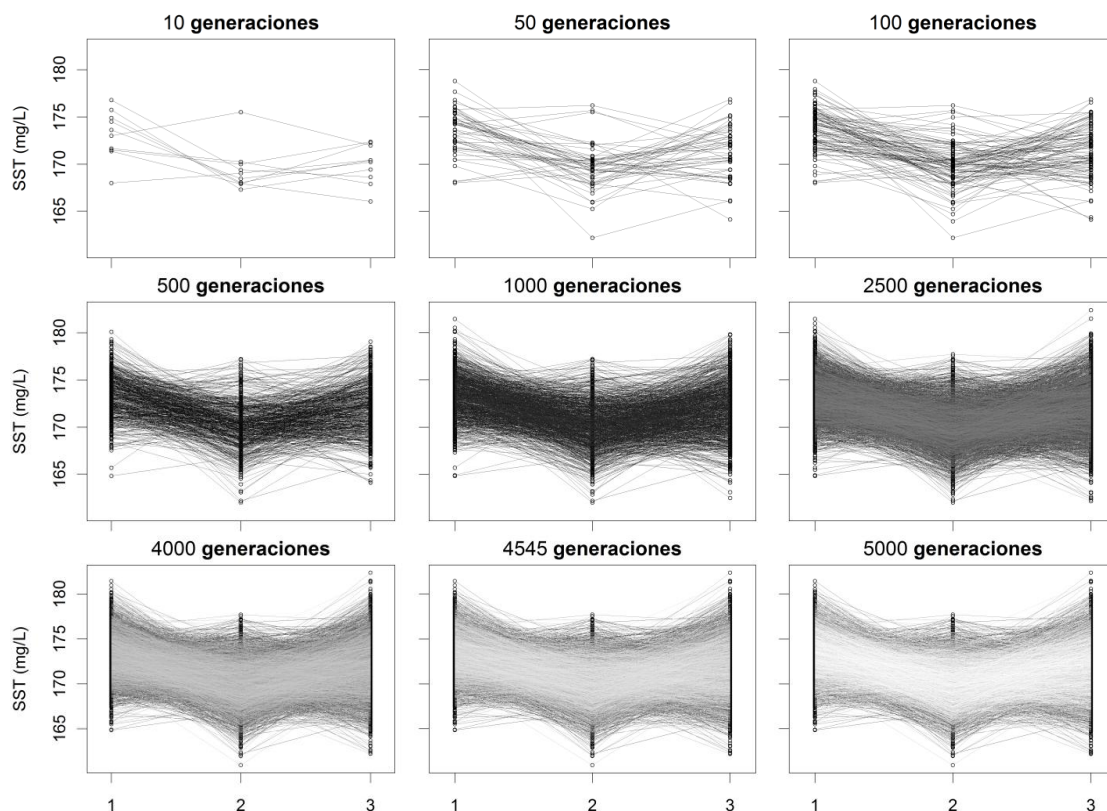 10 generaciones
50 generaciones
100 generaciones
SST (mg/L)
180
175
170
165
500 generaciones
1000 generaciones
2500 generaciones
SST (mg/L)
180
175
170
165
4000 generaciones
4545 generaciones
5000 generaciones
SST (mg/L)
180
175
170
165
1 2 3
1 2 3
1 2 3